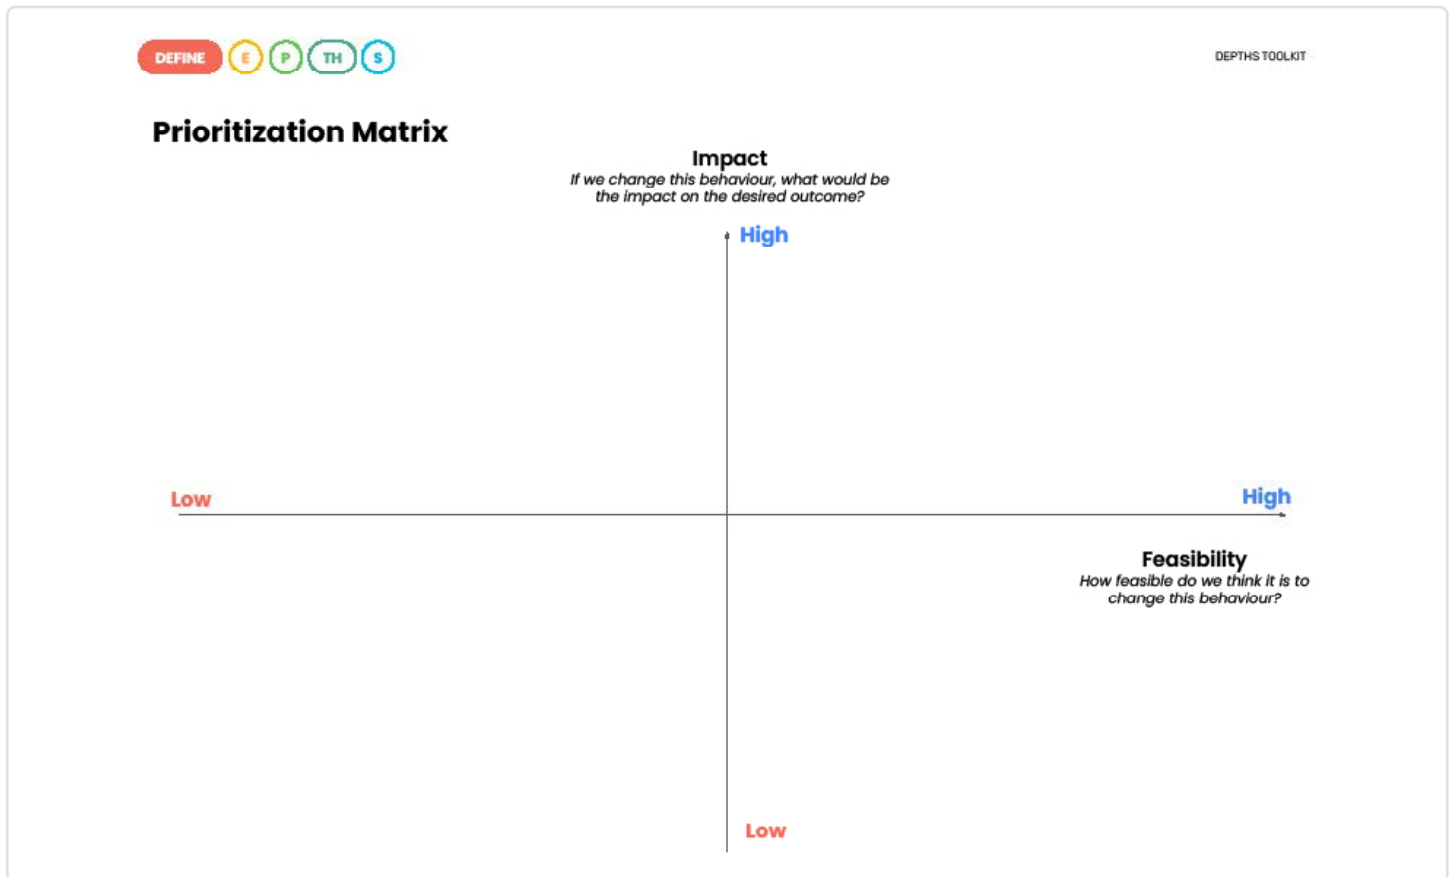 DEFINE E P TH S
DEPTHS TOOLKIT
Prioritization Matrix
Impact
If we change this behaviour, what would be
the impact on the desired outcome?
High
Low
High
Feasibility
How feasible do we think it is to
change this behaviour?
Low